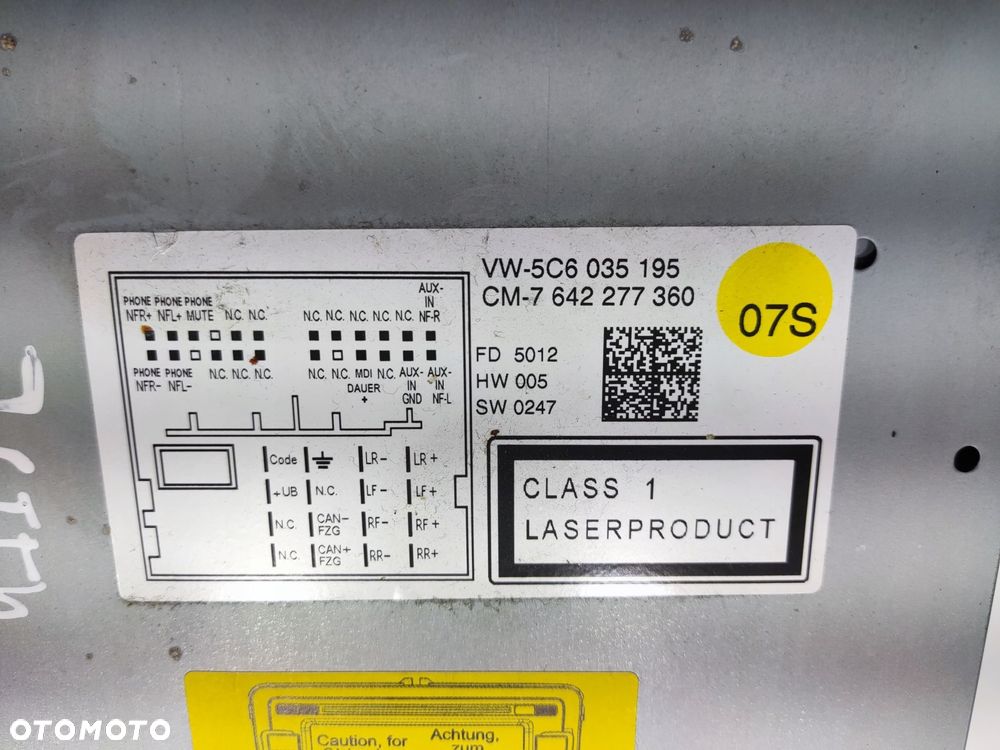 VW-5C6 035 195
CM-7 642 277 360
07S
FD 5012
HW 005
SW 0247
AUX-
IN
PHONE PHONE PHONE
NFR+ NFL+ MUTE N.C. N.C. N.C. N.C. N.C. N.C. N.C. NF-R
PHONE PHONE N.C. N.C. N.C. N.C. N.C. MDI N.C. AUX- AUX-
NFR- NFL- DAUER IN IN
+ GND NF-L
Code LR- LR+
+UB N.C. LF- LF+
N.C. CAN- RF- RF+
FZG
N.C. CAN+ RR- RR+
FZG
CLASS 1
LASERPRODUCT
Caution, for Achtung,
zum
OTOMOTO